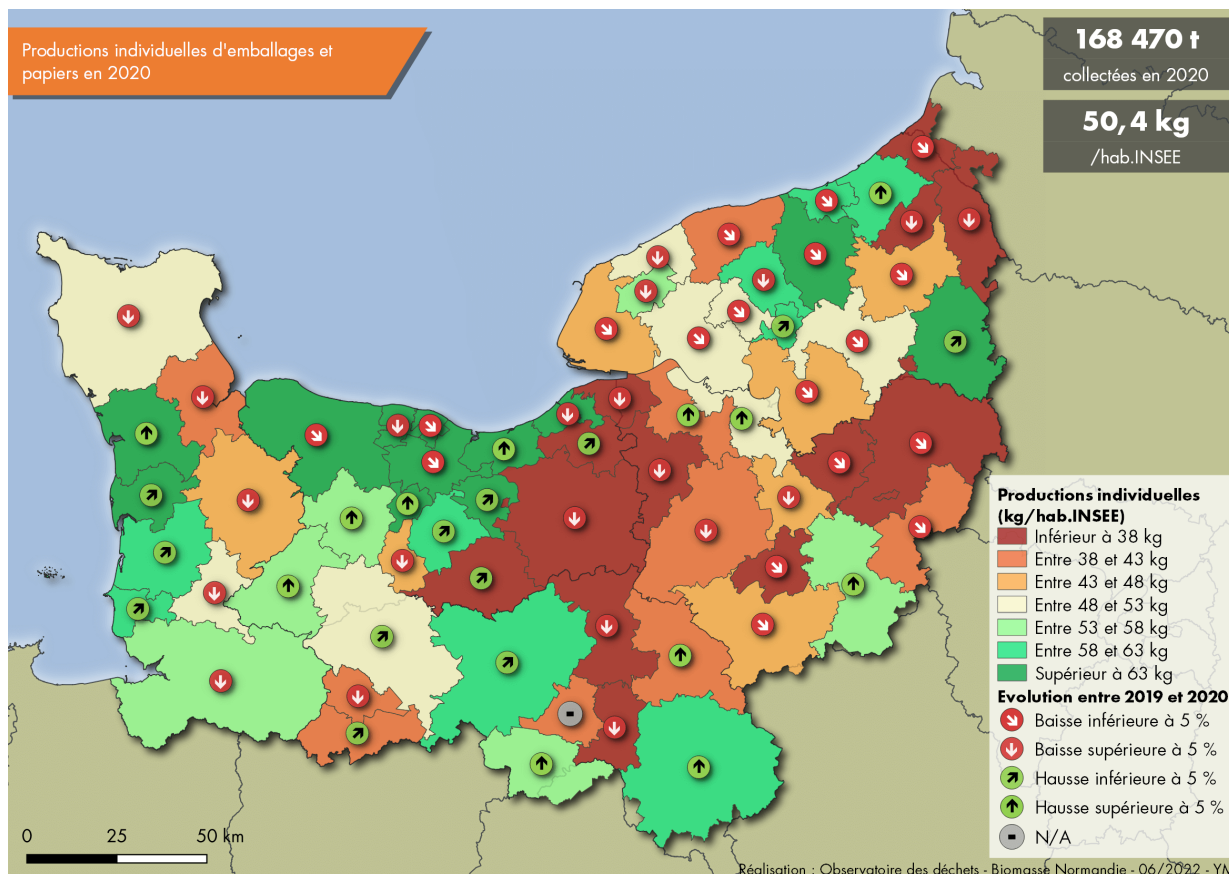 Productions individuelles d'emballages et
papiers en 2020
168 470 t
collectées en 2020
50,4 kg
/hab.INSEE
Productions individuelles
(kg/hab.INSEE)
Inférieur à 38 kg
Entre 38 et 43 kg
Entre 43 et 48 kg
Entre 48 et 53 kg
Entre 53 et 58 kg
Entre 58 et 63 kg
Supérieur à 63 kg
Evolution entre 2019 et 2020
Baisse inférieure à 5 %
Baisse supérieure à 5 %
Hausse inférieure à 5 %
Hausse supérieure à 5 %
N/A
0 25 50 km
Réalisation : Observatoire des déchets - Biomasse Normandie - 06/2022 - YM